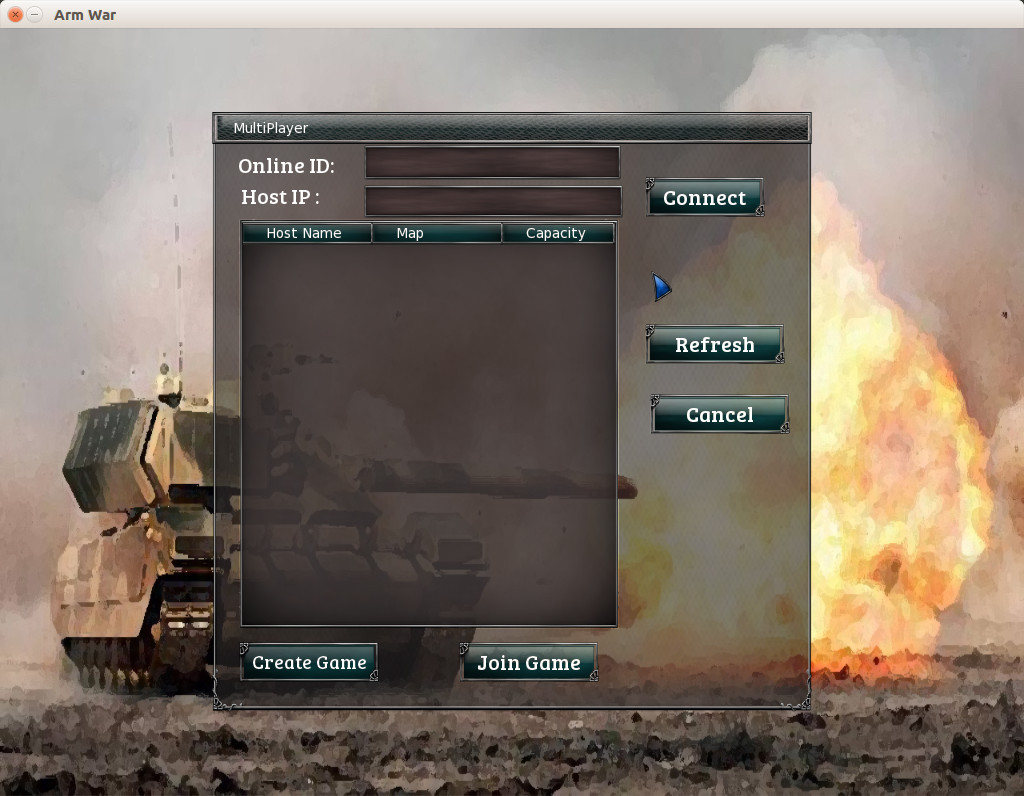 Arm War
MultiPlayer
Online ID:
Host IP :
Connect
Host Name Map Capacity
Refresh
Cancel
Create Game Join Game